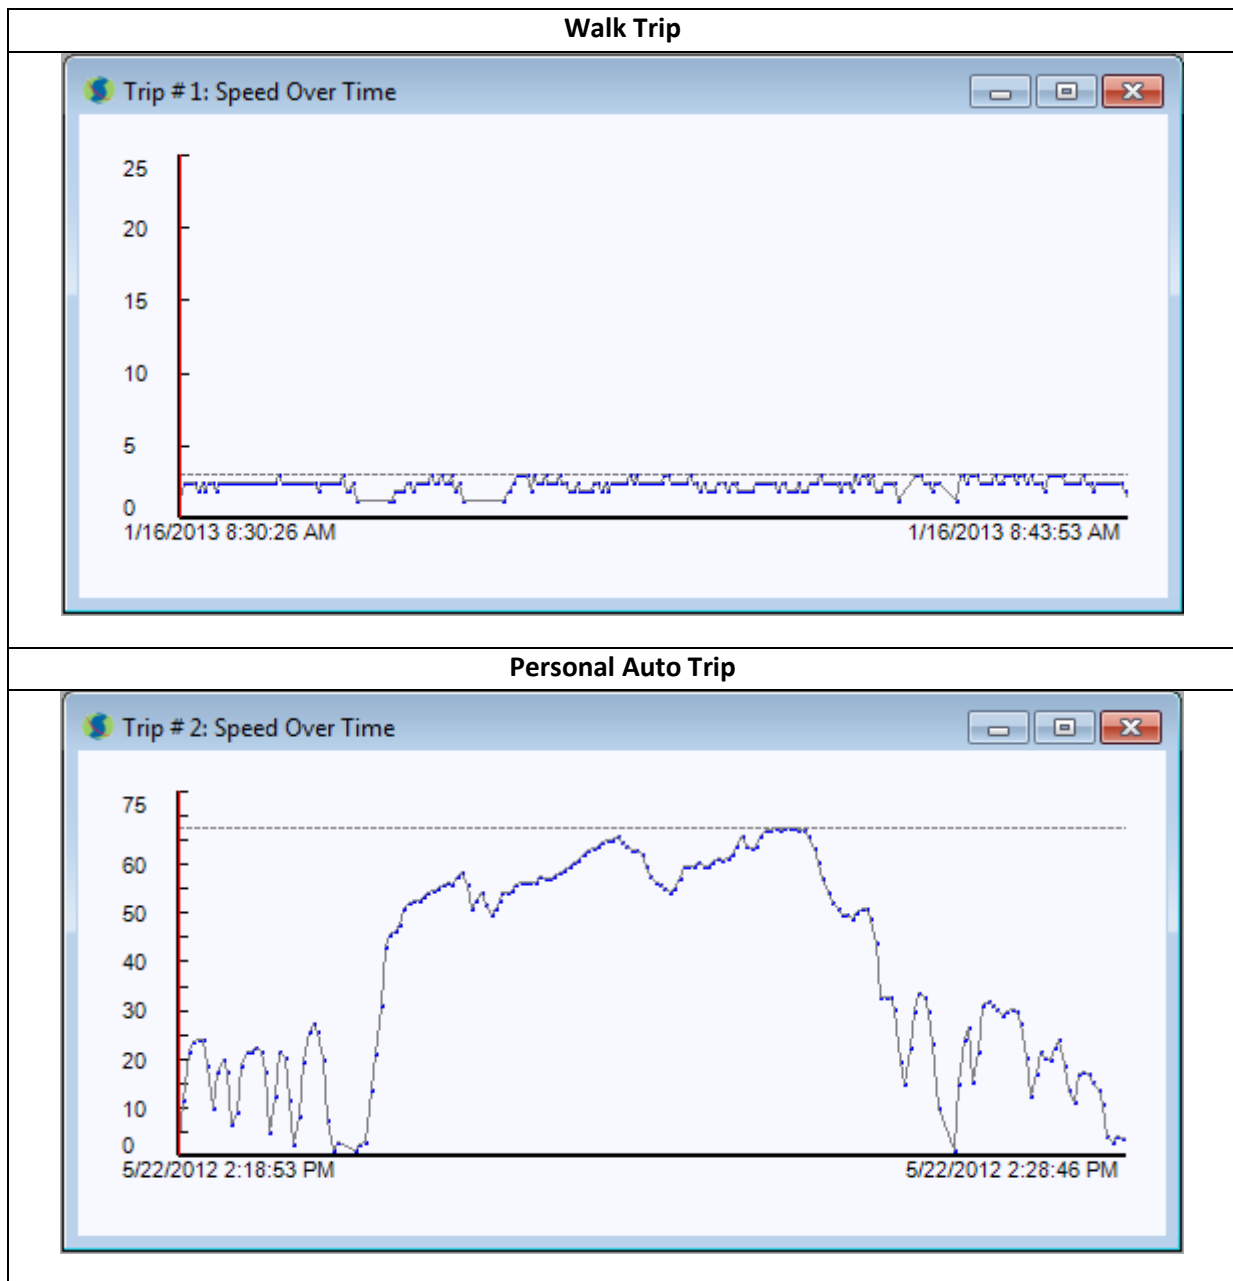 Walk Trip
Trip # 1: Speed Over Time
25
20
15
10
5
0
1/16/2013 8:30:26 AM 1/16/2013 8:43:53 AM
Personal Auto Trip
Trip # 2: Speed Over Time
75
60
50
40
30
20
10
0
5/22/2012 2:18:53 PM 5/22/2012 2:28:46 PM